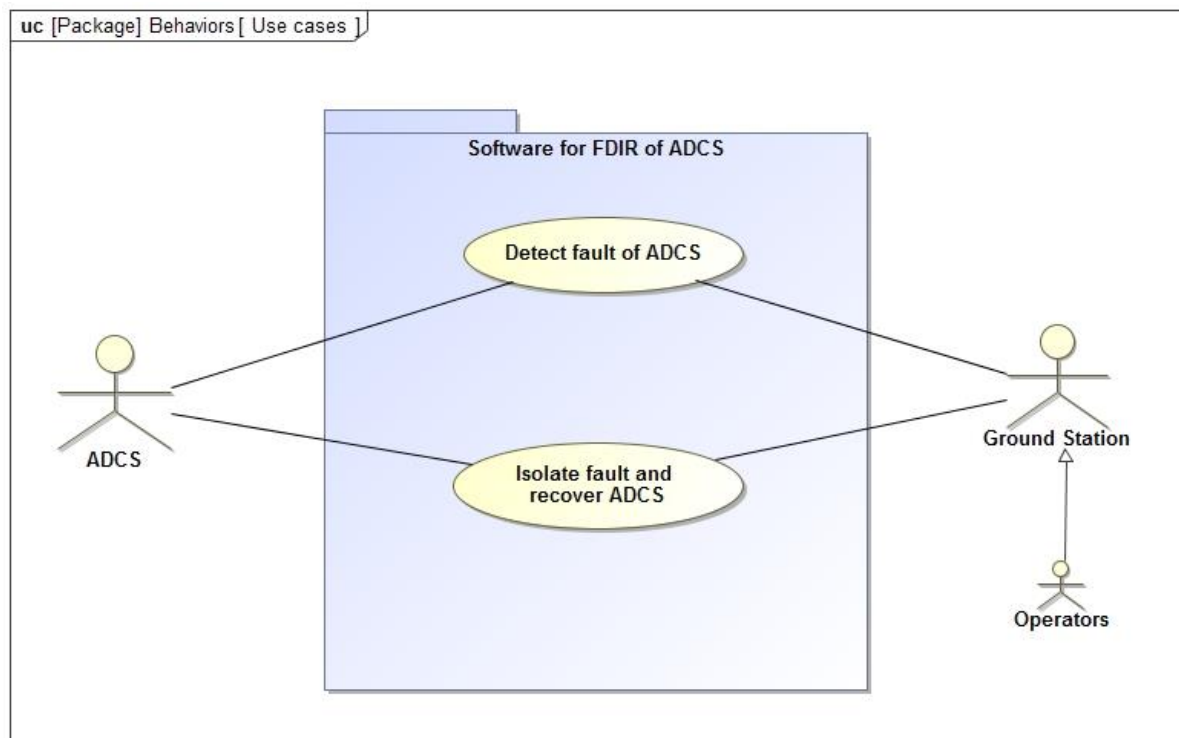 uc [Package] Behaviors [ Use cases ]
Software for FDIR of ADCS
Detect fault of ADCS
ADCS
Ground Station
Isolate fault and
recover ADCS
Operators